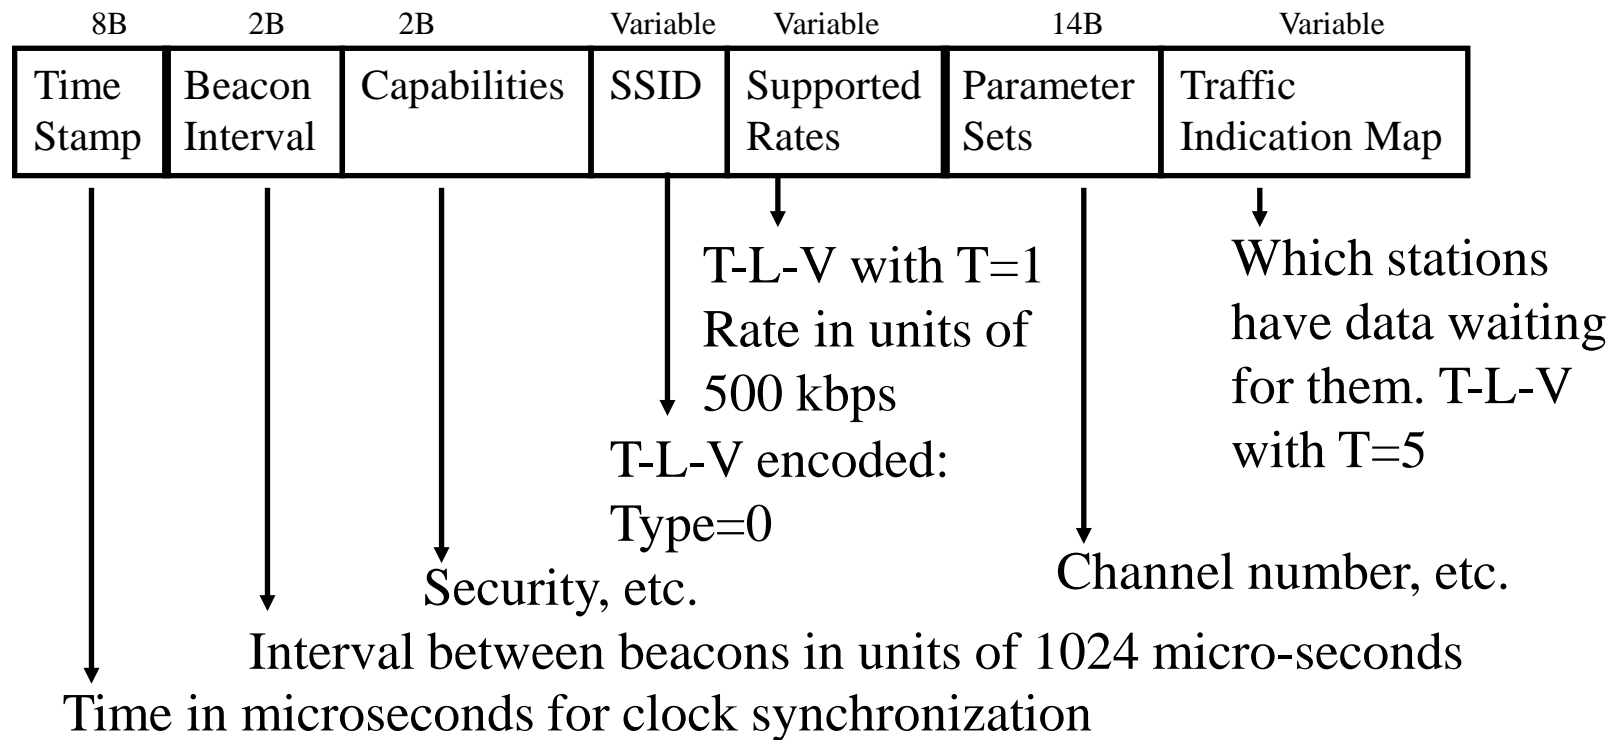 8B 2B 2B Variable Variable 14B Variable
Time Stamp
Beacon Interval
Capabilities
SSID
Supported Rates
Parameter Sets
Traffic Indication Map
T-L-V with T=1
Rate in units of
500 kbps
Which stations
have data waiting
for them. T-L-V
with T=5
T-L-V encoded:
Type=0
Security, etc.
Channel number, etc.
Interval between beacons in units of 1024 micro-seconds
Time in microseconds for clock synchronization